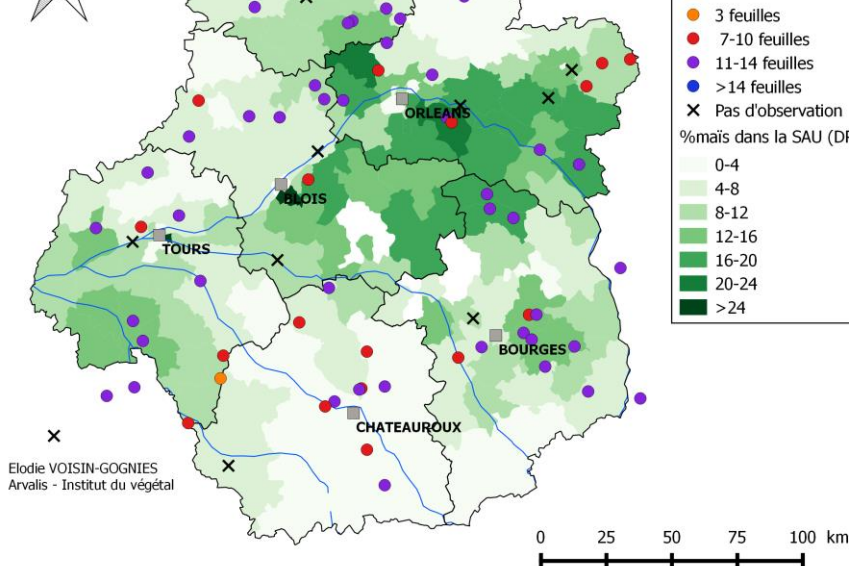 3 feuilles
7-10 feuilles
11-14 feuilles
>14 feuilles
Pas d'observation
%maïs dans la SAU (DR
0-4
4-8
8-12
12-16
16-20
20-24
>24
ORLEANS
BLOIS
TOURS
BOURGES
CHATEAUROUX
Elodie VOISIN-GOGNIES
Arvalis - Institut du végétal
0 25 50 75 100 km